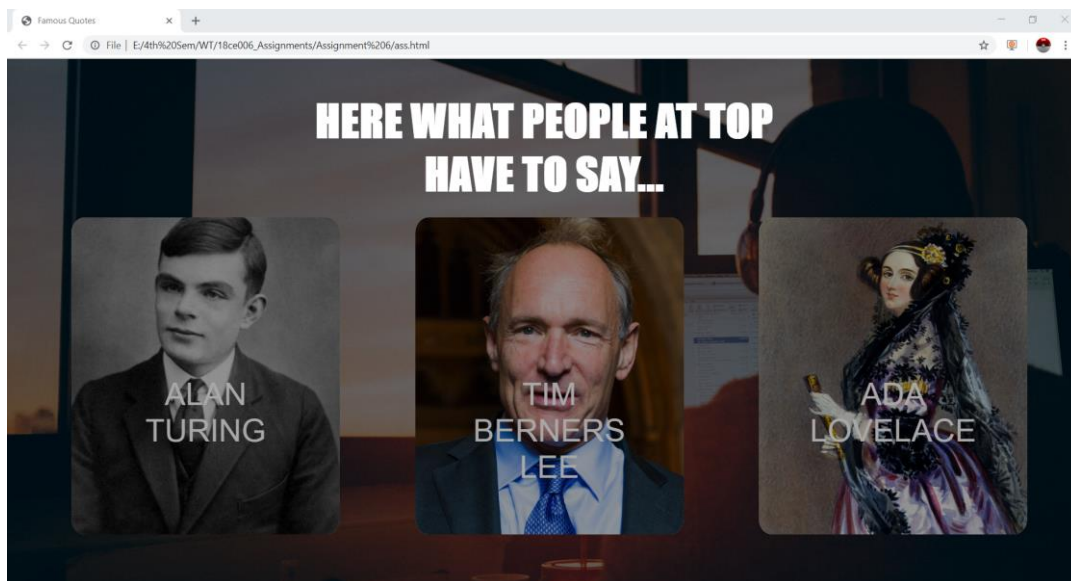 Famous Quotes
File | E:/4th%20Sem/WT/18ce006_Assignments/Assignment%206/ass.html
HERE WHAT PEOPLE AT TOP
HAVE TO SAY...
ALAN
TURING
TIM
BERNERS
LEE
ADA
LOVELACE